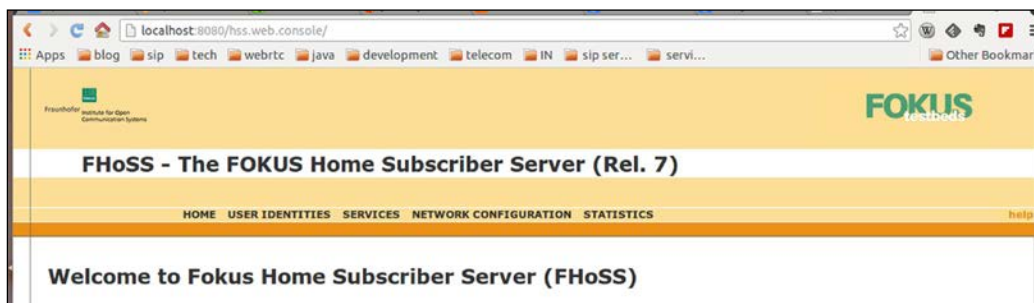 localhost:8080/hss.web.console/
Apps blog sip tech webrtc java development telecom IN sip ser... servi... Other Bookmar
Fraunhofer Institute for Open
Communication Systems
FOKUS
testbeds
FHoSS - The FOKUS Home Subscriber Server (Rel. 7)
HOME USER IDENTITIES SERVICES NETWORK CONFIGURATION STATISTICS help
Welcome to Fokus Home Subscriber Server (FHoSS)